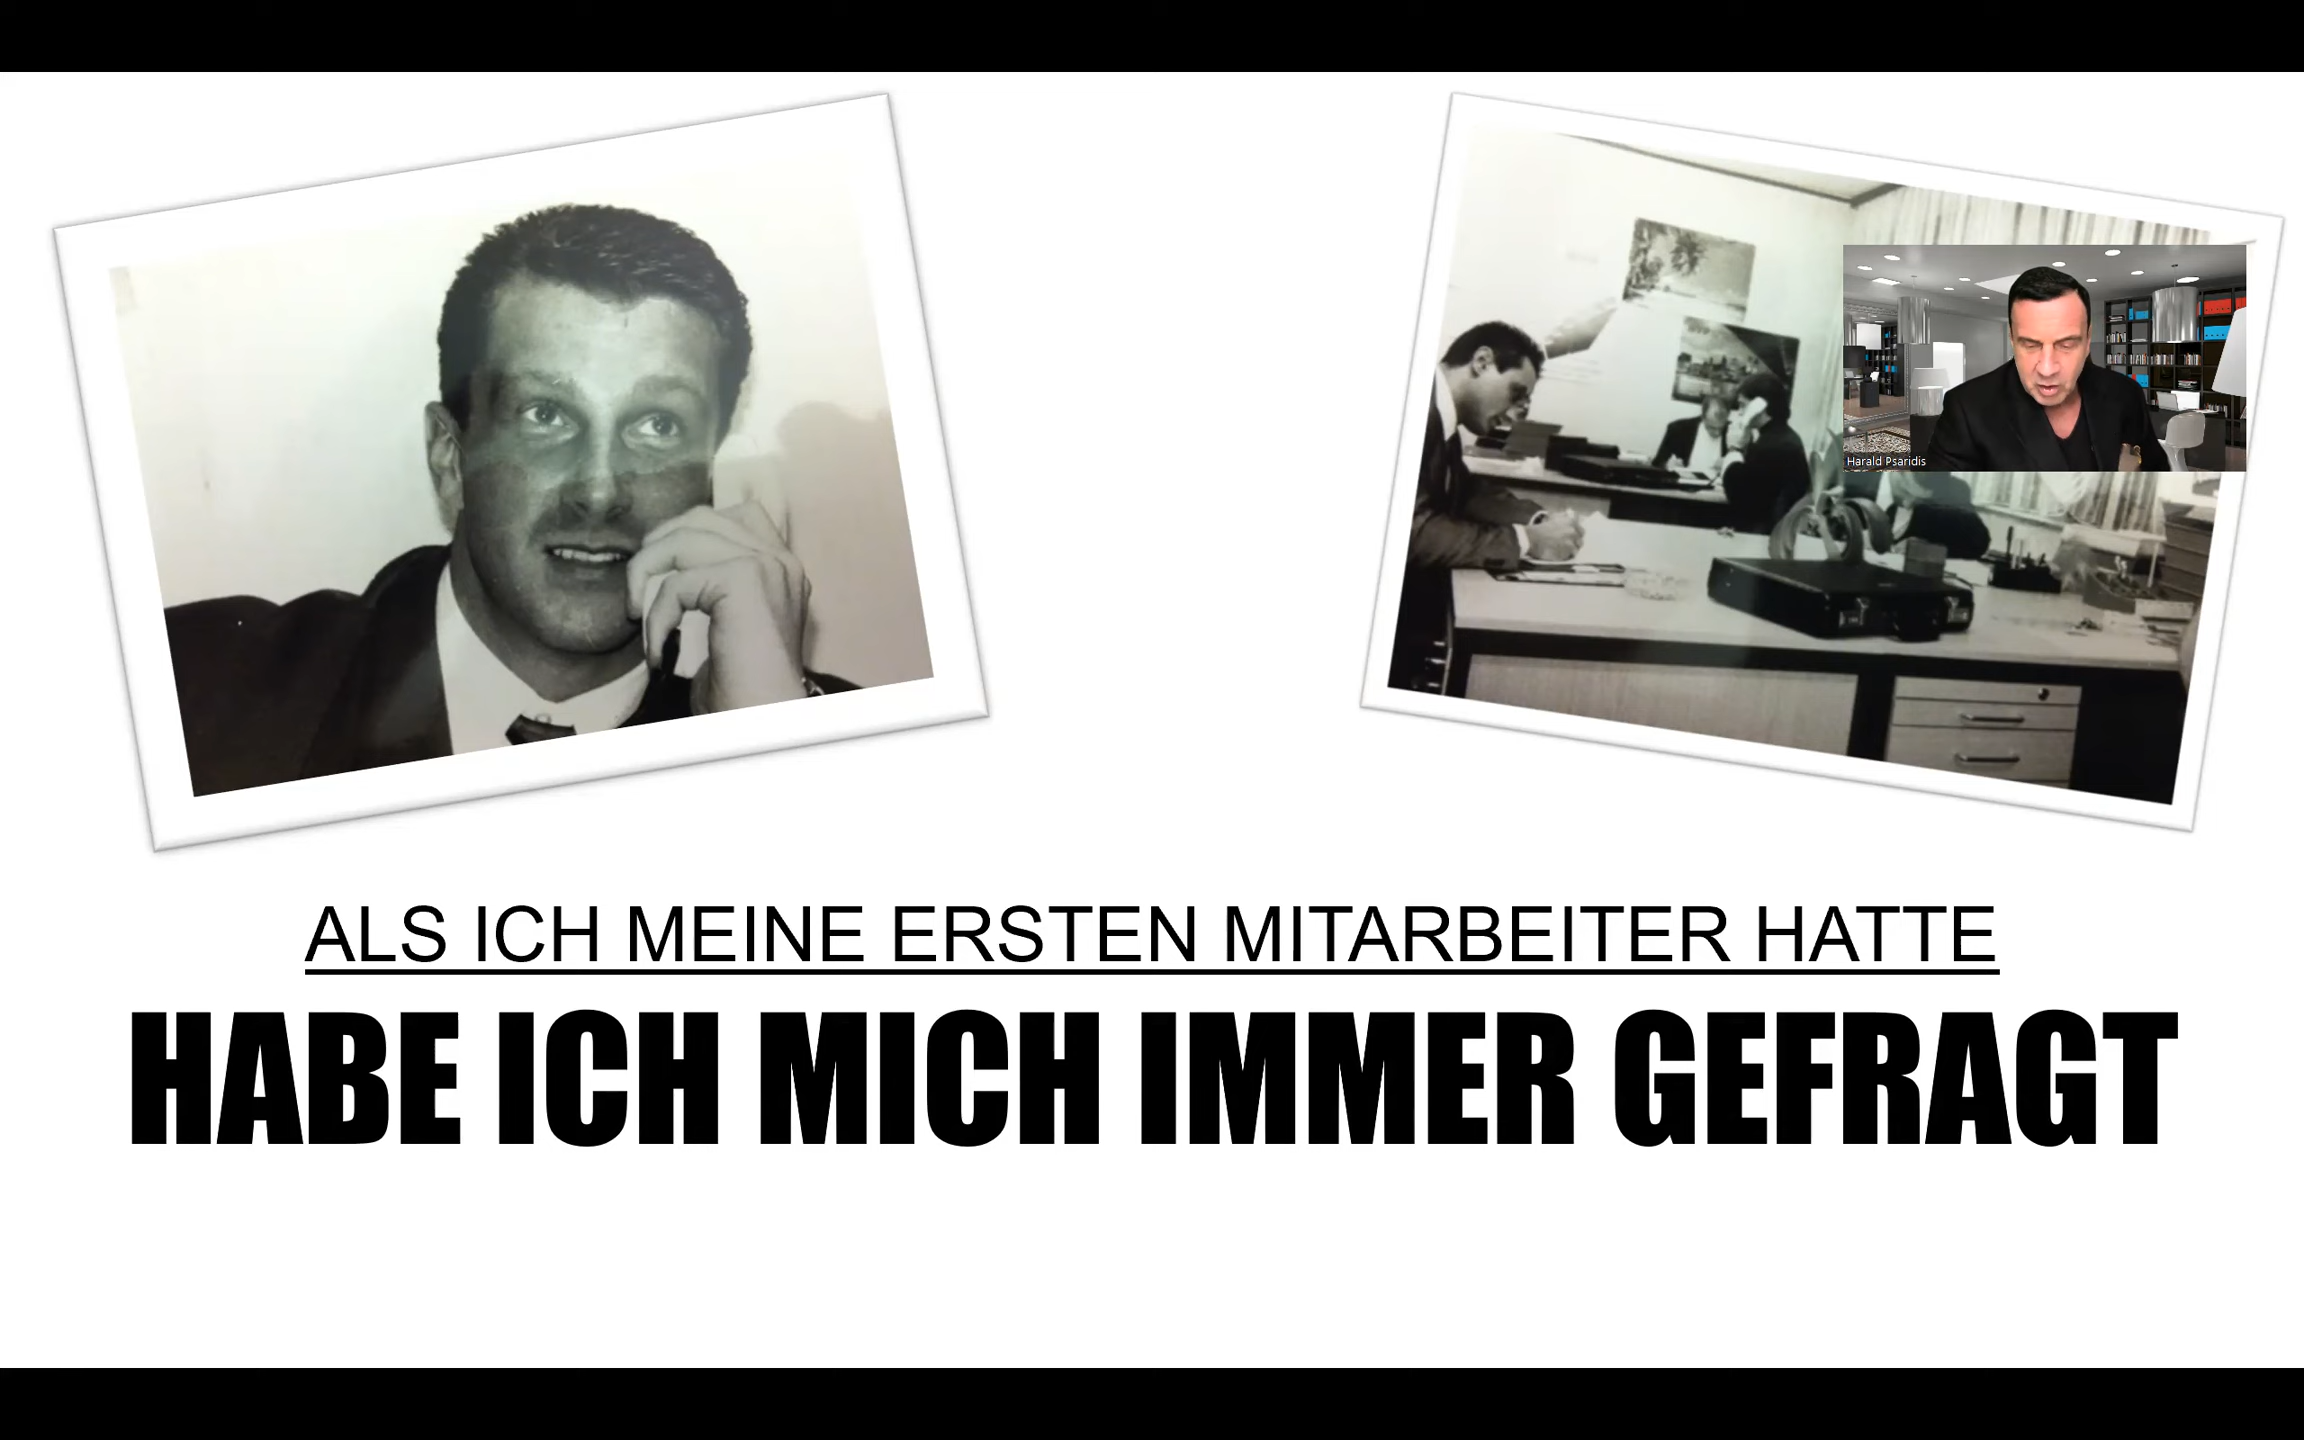 Harald Psaridis
ALS ICH MEINE ERSTEN MITARBEITER HATTE
HABE ICH MICH IMMER GEFRAGT